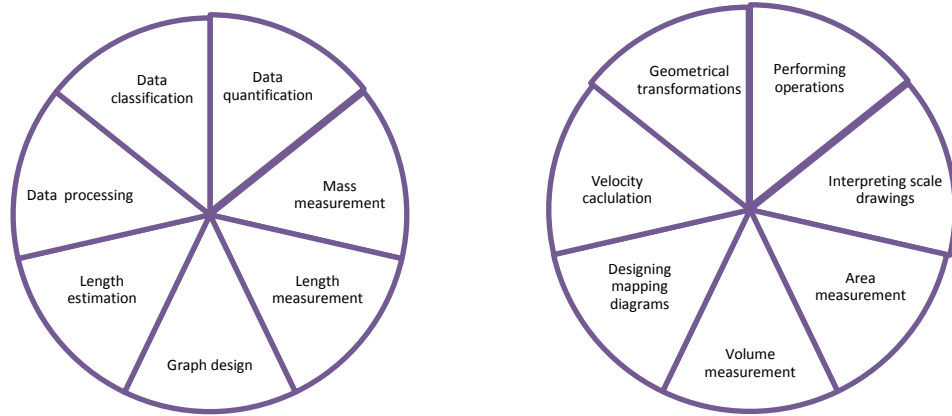 Data
classification
Data
quantification
Mass
measurement
Length
measurement
Graph design
Length
estimation
Data processing
Geometrical
transformations
Performing
operations
Interpreting scale
drawings
Area
measurement
Volume
measurement
Designing
mapping
diagrams
Velocity
caclulation